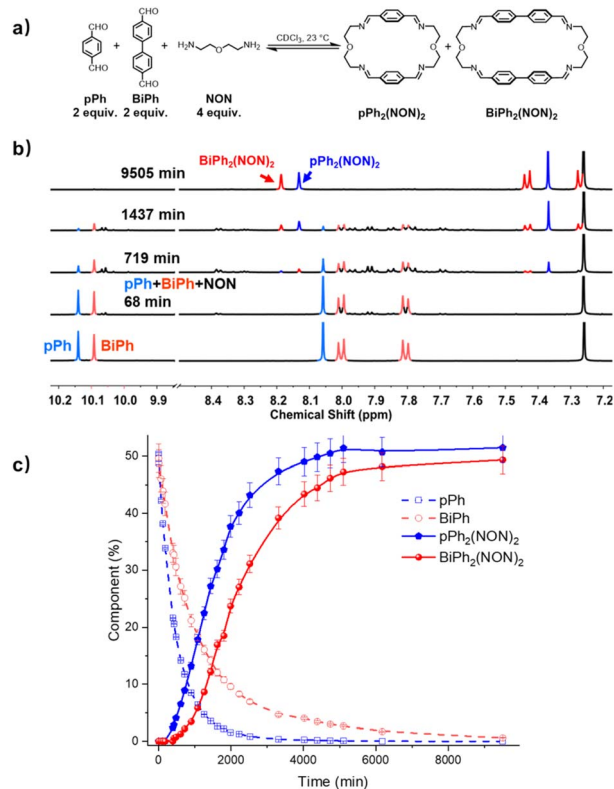 a)
CHO
CHO
CHO
CHO
+
+
H₂N
O
NH₂
CDCl₃, 23 °C
N
N
O
O
N
N
+
N
N
O
O
N
N
pPh
2 equiv.
BiPh
2 equiv.
NON
4 equiv.
pPh₂(NON)₂
BiPh₂(NON)₂
b)
9505 min
BiPh₂(NON)₂
pPh₂(NON)₂
1437 min
719 min
pPh+BiPh+NON
68 min
pPh
BiPh
10.2 10.1 10.0 9.9 8.4 8.3 8.2 8.1 8.0 7.9 7.8 7.7 7.6 7.5 7.4 7.3 7.2
Chemical Shift (ppm)
c)
Component (%)
50
40
30
20
10
0
pPh
BiPh
pPh₂(NON)₂
BiPh₂(NON)₂
0 2000 4000 6000 8000
Time (min)